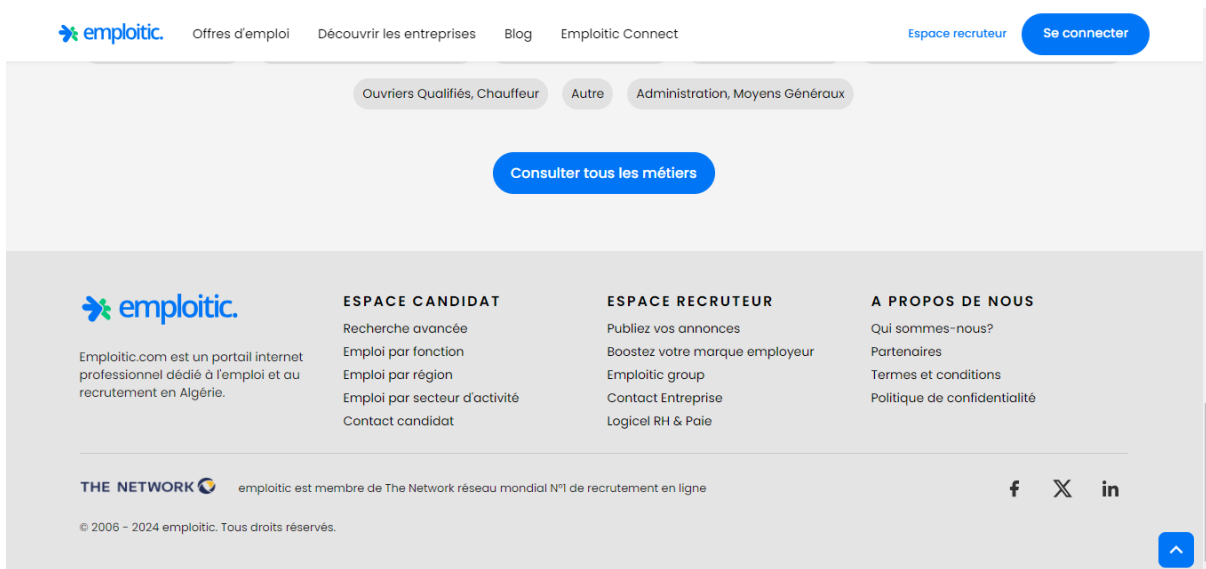 emploitic.
Offres d'emploi
Découvrir les entreprises
Blog
Emploitic Connect
Espace recruteur
Se connecter
Ouvriers Qualifiés, Chauffeur
Autre
Administration, Moyens Généraux
Consulter tous les métiers
emploitic.
Emploitic.com est un portail internet
professionnel dédié à l'emploi et au
recrutement en Algérie.
ESPACE CANDIDAT
Recherche avancée
Emploi par fonction
Emploi par région
Emploi par secteur d'activité
Contact candidat
ESPACE RECRUTEUR
Publiez vos annonces
Boostez votre marque employeur
Emploitic group
Contact Entreprise
Logicel RH & Paie
A PROPOS DE NOUS
Qui sommes-nous?
Partenaires
Termes et conditions
Politique de confidentialité
THE NETWORK
emploitic est membre de The Network réseau mondial N°1 de recrutement en ligne
© 2006 - 2024 emploitic. Tous droits réservés.